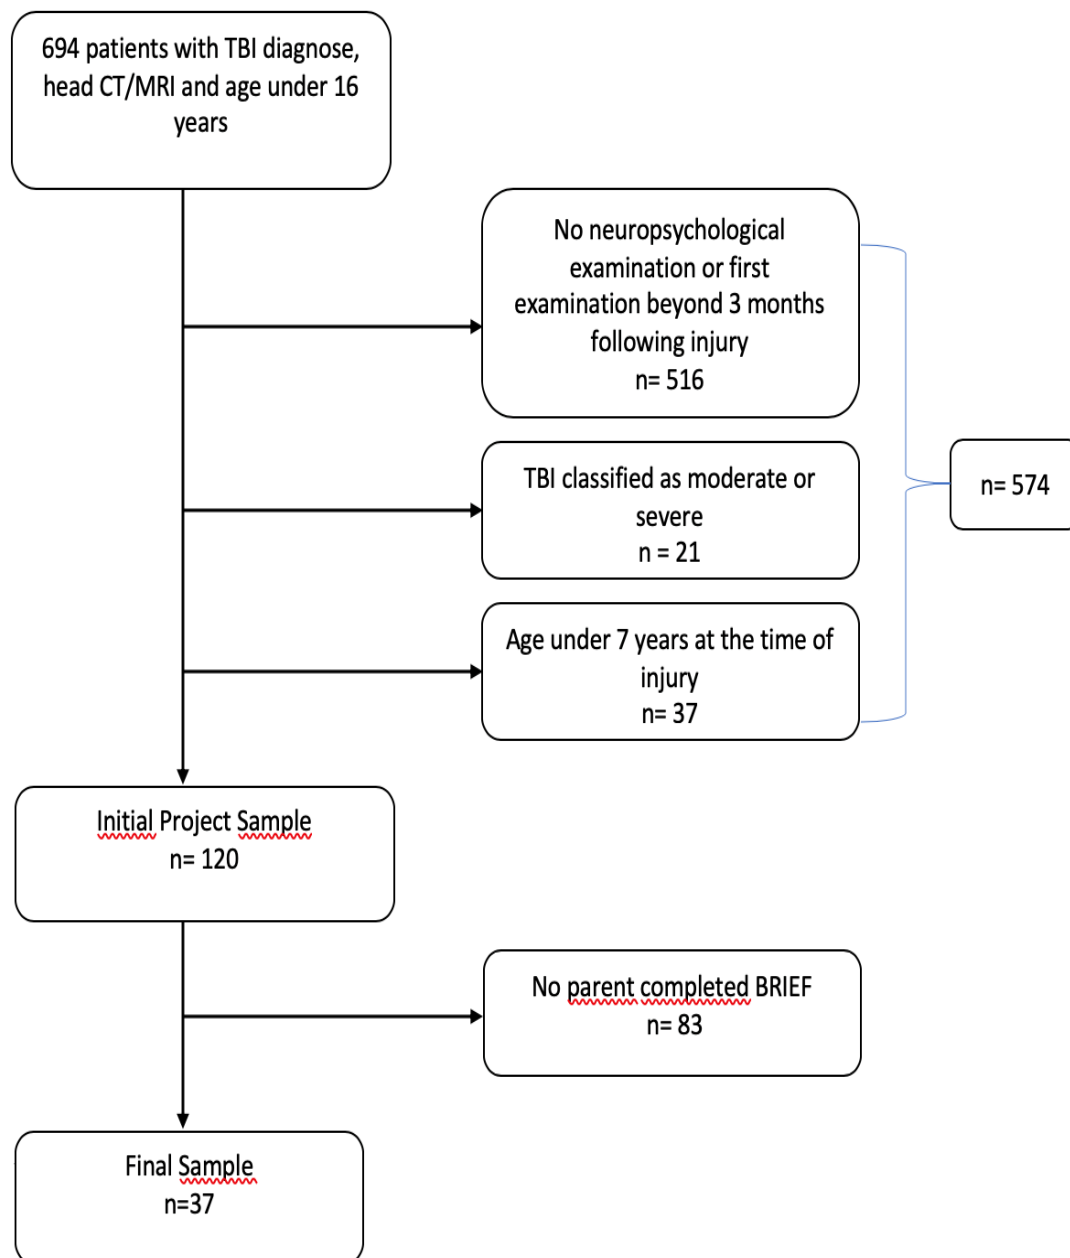 694 patients with TBI diagnose,
head CT/MRI and age under 16
years
No neuropsychological
examination or first
examination beyond 3 months
following injury
n= 516
TBI classified as moderate or
severe
n = 21
n= 574
Age under 7 years at the time of
injury
n= 37
Initial Project Sample
n= 120
No parent completed BRIEF
n= 83
Final Sample
n=37